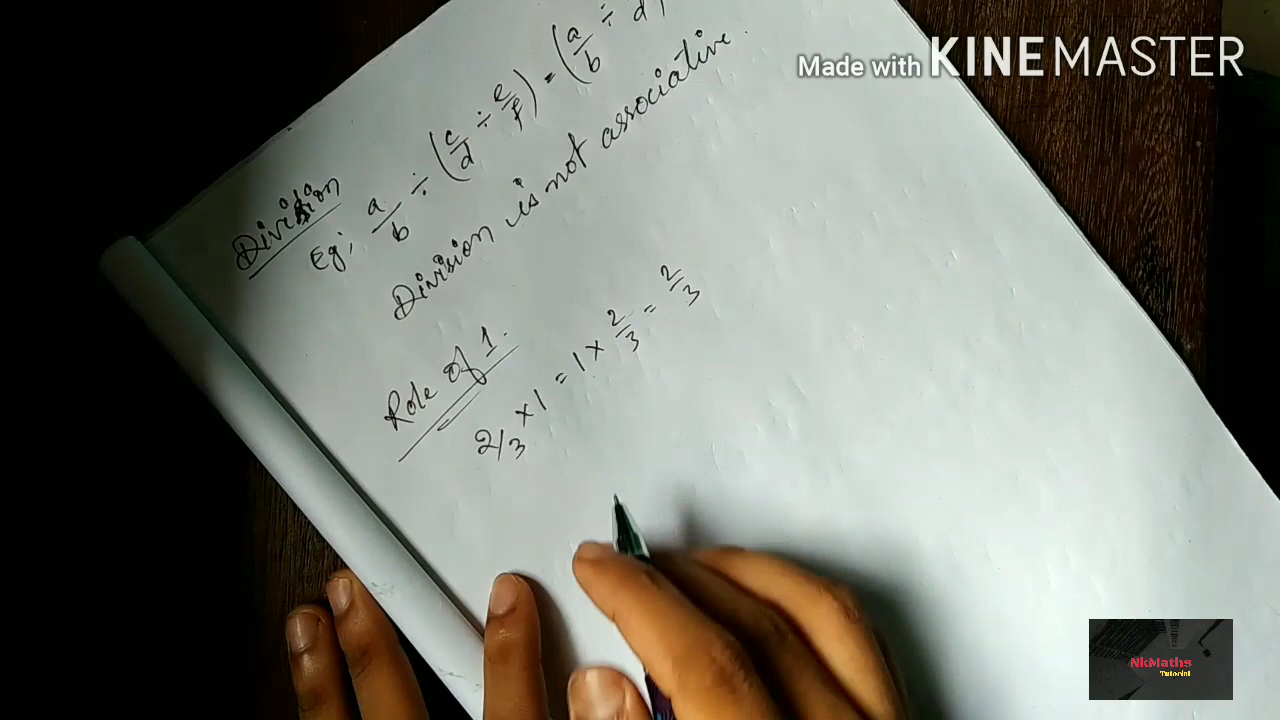 Made with KINEMASTER
Division
Eg; a/b ÷ (c/d ÷ e/f) = (a/b ÷ d)
Division is not associative.
Role of 1.
2/3 × 1 = 1 × 2/3 = 2/3
NkMaths
Tutorial